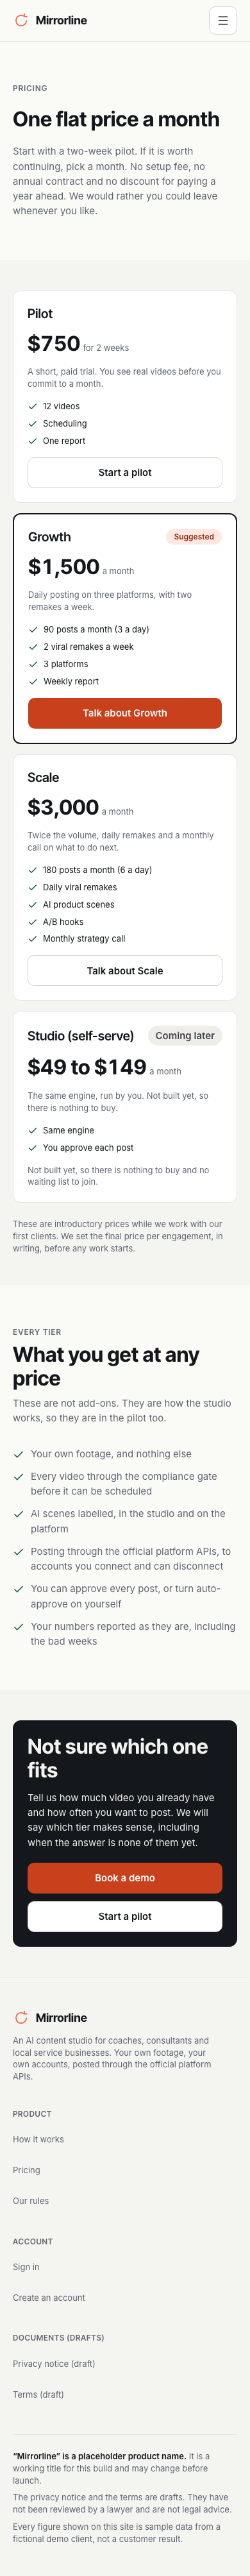 Mirrorline
PRICING
One flat price a month
Start with a two-week pilot. If it is worth
continuing, pick a month. No setup fee, no
annual contract and no discount for paying a
year ahead. We would rather you could leave
whenever you like.
Pilot
$750 for 2 weeks
A short, paid trial. You see real videos before you
commit to a month.
12 videos
Scheduling
One report
Start a pilot
Growth
Suggested
$1,500 a month
Daily posting on three platforms, with two
remakes a week.
90 posts a month (3 a day)
2 viral remakes a week
3 platforms
Weekly report
Talk about Growth
Scale
$3,000 a month
Twice the volume, daily remakes and a monthly
call on what to do next.
180 posts a month (6 a day)
Daily viral remakes
AI product scenes
A/B hooks
Monthly strategy call
Talk about Scale
Studio (self-serve)
Coming later
$49 to $149 a month
The same engine, run by you. Not built yet, so
there is nothing to buy.
Same engine
You approve each post
Not built yet, so there is nothing to buy and no
waiting list to join.
These are introductory prices while we work with our
first clients. We set the final price per engagement, in
writing, before any work starts.
EVERY TIER
What you get at any
price
These are not add-ons. They are how the studio
works, so they are in the pilot too.
Your own footage, and nothing else
Every video through the compliance gate
before it can be scheduled
AI scenes labelled, in the studio and on the
platform
Posting through the official platform APIs, to
accounts you connect and can disconnect
You can approve every post, or turn auto-
approve on yourself
Your numbers reported as they are, including
the bad weeks
Not sure which one
fits
Tell us how much video you already have
and how often you want to post. We will
say which tier makes sense, including
when the answer is none of them yet.
Book a demo
Start a pilot
Mirrorline
An AI content studio for coaches, consultants and
local service businesses. Your own footage, your
own accounts, posted through the official platform
APIs.
PRODUCT
How it works
Pricing
Our rules
ACCOUNT
Sign in
Create an account
DOCUMENTS (DRAFTS)
Privacy notice (draft)
Terms (draft)
“Mirrorline” is a placeholder product name. It is a
working title for this build and may change before
launch.
The privacy notice and the terms are drafts. They have
not been reviewed by a lawyer and are not legal advice.
Every figure shown on this site is sample data from a
fictional demo client, not a customer result.